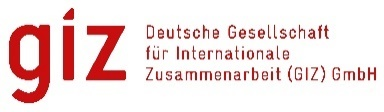 giz
Deutsche Gesellschaft
für Internationale
Zusammenarbeit (GIZ) GmbH